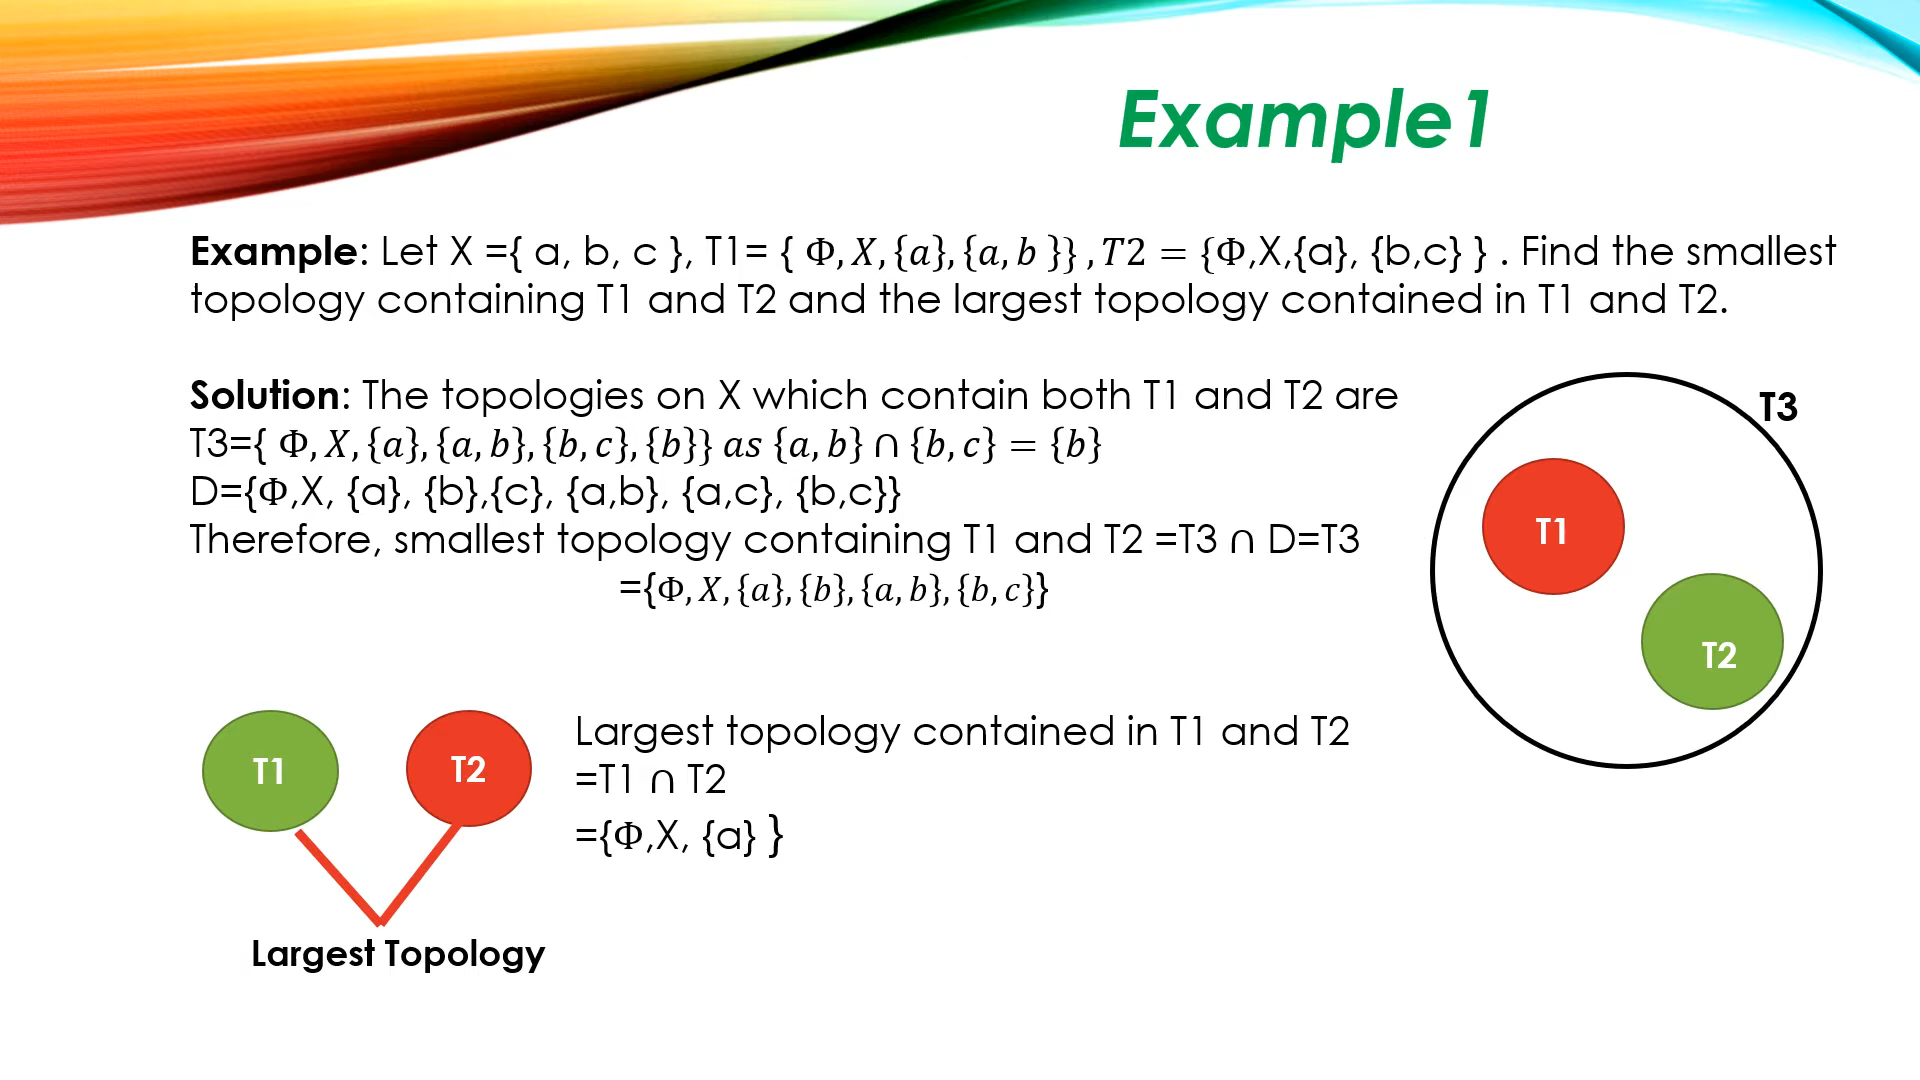 Example1
Example: Let X ={ a, b, c }, T1= { Φ, X, {a}, {a, b }} , T2 = {Φ,X,{a}, {b,c} } . Find the smallest
topology containing T1 and T2 and the largest topology contained in T1 and T2.
Solution: The topologies on X which contain both T1 and T2 are
T3={ Φ, X, {a}, {a, b}, {b, c}, {b}} as {a, b} ∩ {b, c} = {b}
D={Φ,X, {a}, {b},{c}, {a,b}, {a,c}, {b,c}}
Therefore, smallest topology containing T1 and T2 =T3 ∩ D=T3
={Φ, X, {a}, {b}, {a, b}, {b, c}}
T3
T1
T2
T1
T2
Largest Topology
Largest topology contained in T1 and T2
=T1 ∩ T2
={Φ,X, {a} }